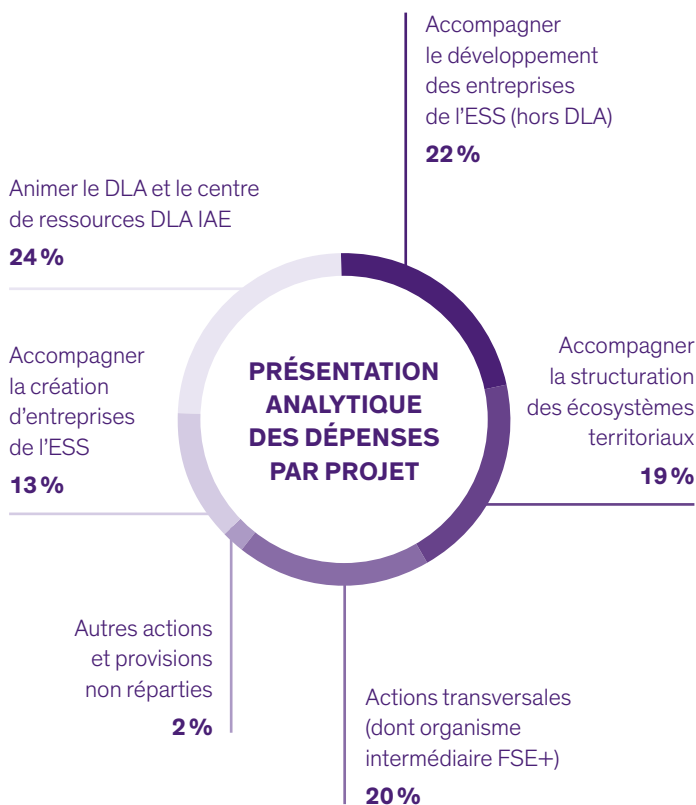 Accompagner
le développement
des entreprises
de l'ESS (hors DLA)
22 %
Animer le DLA et le centre
de ressources DLA IAE
24 %
Accompagner
la création
d'entreprises
de l'ESS
13 %
PRÉSENTATION
ANALYTIQUE
DES DÉPENSES
PAR PROJET
Accompagner
la structuration
des écosystèmes
territoriaux
19 %
Autres actions
et provisions
non réparties
2 %
Actions transversales
(dont organisme
intermédiaire FSE+)
20 %